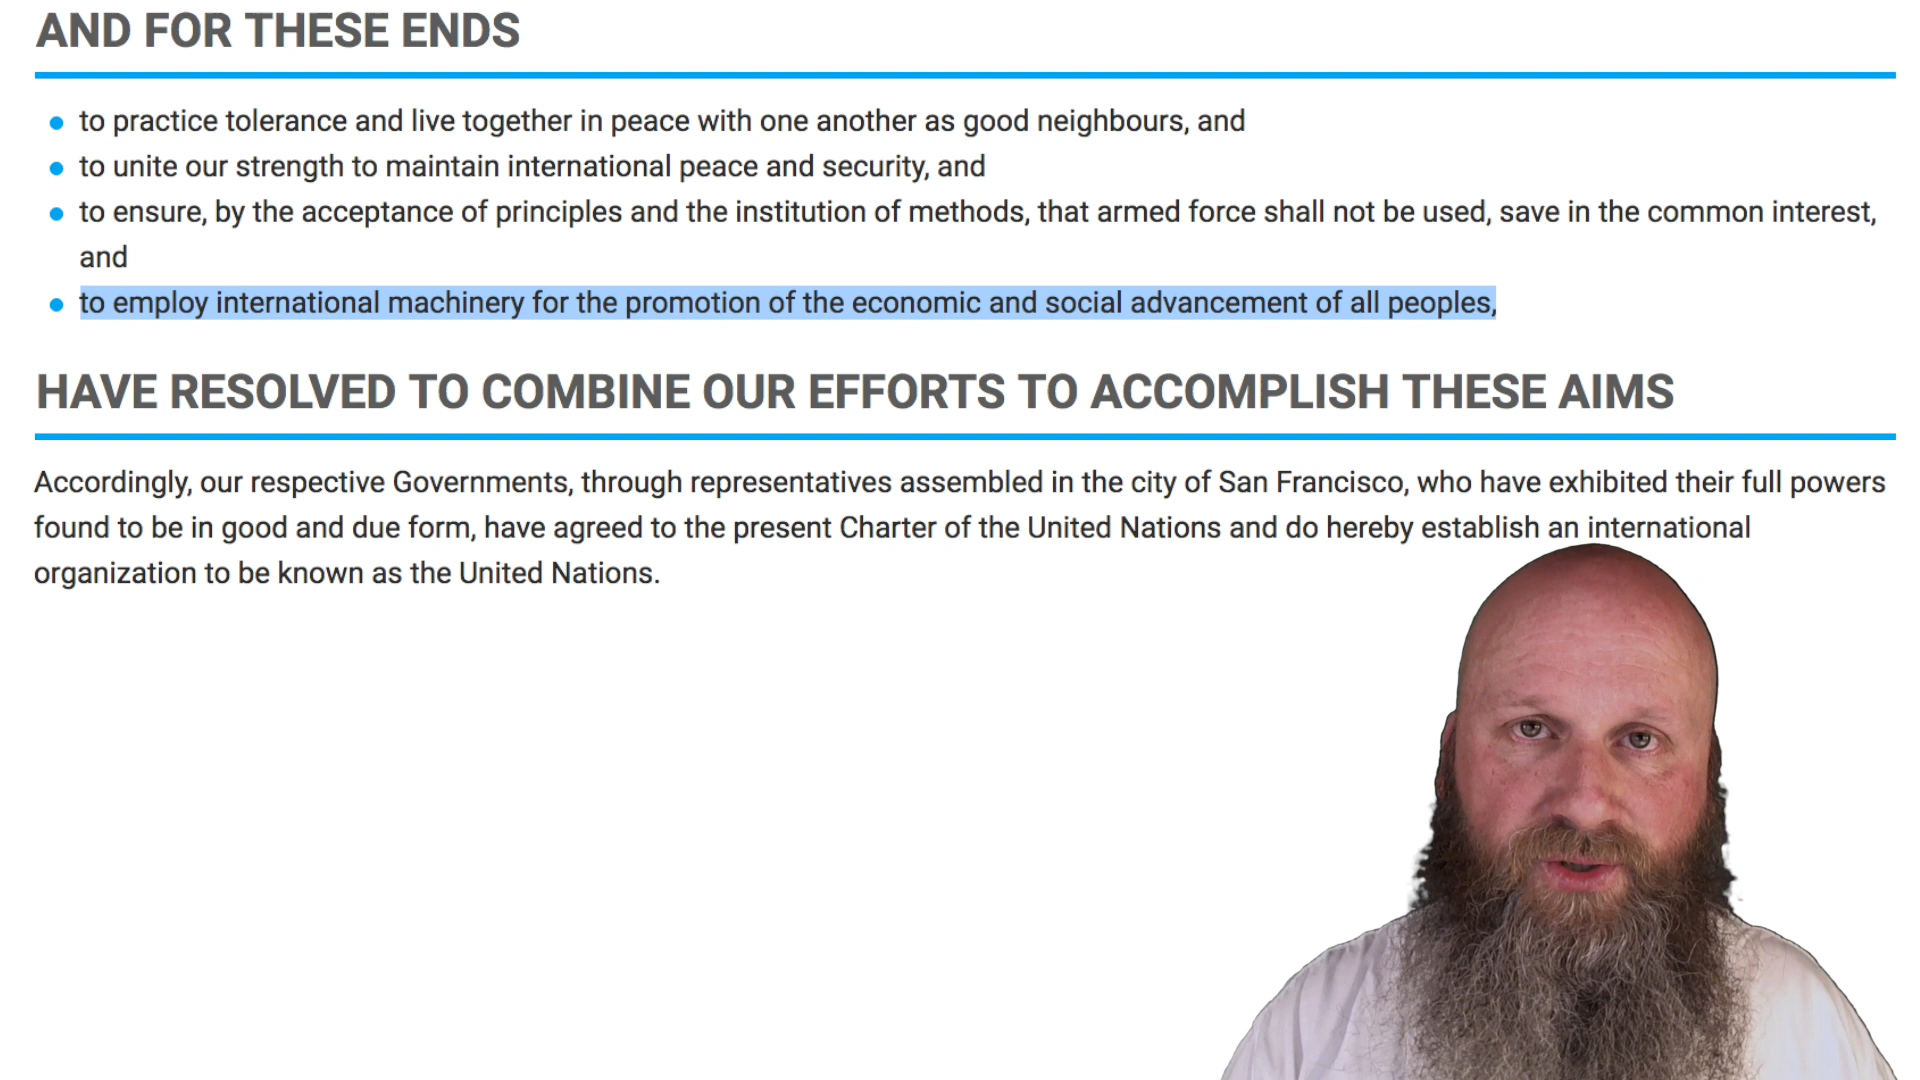 AND FOR THESE ENDS
to practice tolerance and live together in peace with one another as good neighbours, and
to unite our strength to maintain international peace and security, and
to ensure, by the acceptance of principles and the institution of methods, that armed force shall not be used, save in the common interest,
and
to employ international machinery for the promotion of the economic and social advancement of all peoples,
HAVE RESOLVED TO COMBINE OUR EFFORTS TO ACCOMPLISH THESE AIMS
Accordingly, our respective Governments, through representatives assembled in the city of San Francisco, who have exhibited their full powers
found to be in good and due form, have agreed to the present Charter of the United Nations and do hereby establish an international
organization to be known as the United Nations.